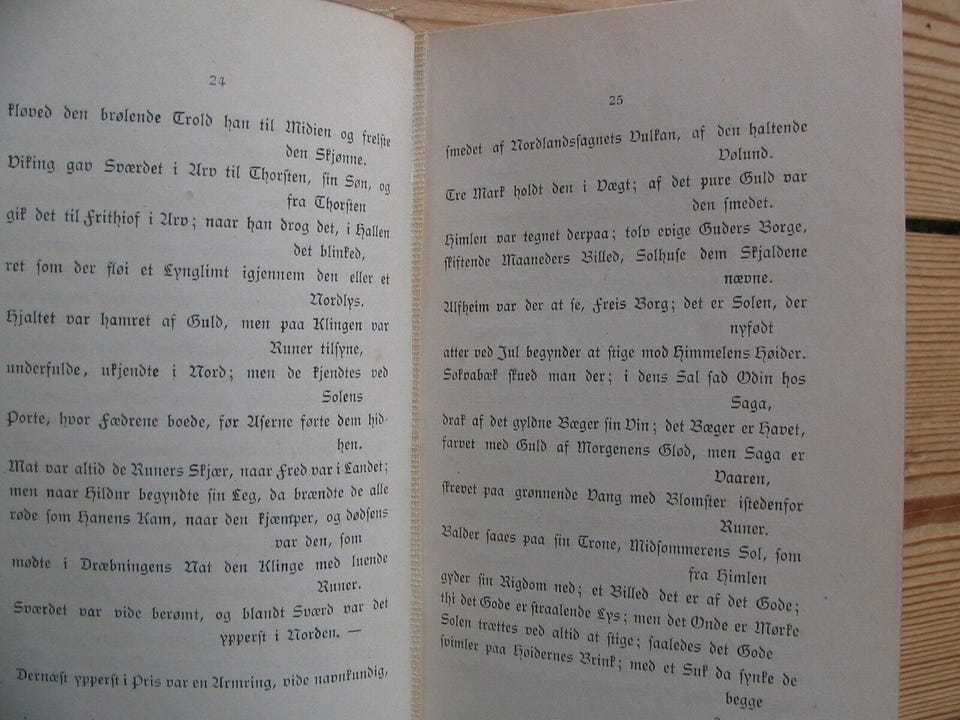 24
kløved den brølende Trold han til Midien og frelste
den Skjønne.
Viking gav Sværdet i Arv til Thorsten, sin Søn, og
fra Thorsten
gik det til Frithiof i Arv; naar han drog det, i Hallen
det blinked,
ret som der fløi et Lynglimt igjennem den eller et
Nordlys.
Hjaltet var hamret af Guld, men paa Klingen var
Runer tilsyne,
underfulde, ukjendte i Nord; men de kjendtes ved
Solens
Porte, hvor Fædrene boede, før Aserne førte dem hid-
hen.
Mat var altid de Runers Skjær, naar Fred var i Landet;
men naar Hildur begyndte sin Leg, da brændte de alle
røde som Hanens Kam, naar den kjæmper, og dødsens
var den, som
mødte i Dræbningens Nat den Klinge med luende
Runer.
Sværdet var vide berømt, og blandt Sværd var det
ypperst i Norden. —
Dernæst ypperst i Pris var en Armring, vide navnkundig,
25
smedet af Nordlandssagnets Vulkan, af den haltende
Vølund.
Tre Mark holdt den i Vægt; af det pure Guld var
den smedet.
Himlen var tegnet derpaa; tolv evige Guders Borge,
skiftende Maaneders Billed, Solhuse dem Skjaldene
nævne.
Alfheim var der at se, Freis Borg; det er Solen, der
nyfødt
atter ved Jul begynder at stige mod Himmelens Høider.
Søkvabæk skued man der; i dens Sal sad Odin hos
Saga,
drak af det gyldne Bæger sin Vin; det Bæger er Havet,
farvet med Guld af Morgenens Glød, men Saga er
Vaaren,
skrevet paa grønnende Vang med Blomster istedenfor
Runer.
Balder saaes paa sin Trone, Midsommerens Sol, som
fra Himlen
gyder sin Rigdom ned; et Billed det er af det Gode;
thi det Gode er straalende Lys; men det Onde er Mørke
Solen trættes ved altid at stige; saaledes det Gode
svimler paa Høidernes Brink; med et Suk da synke de
begge